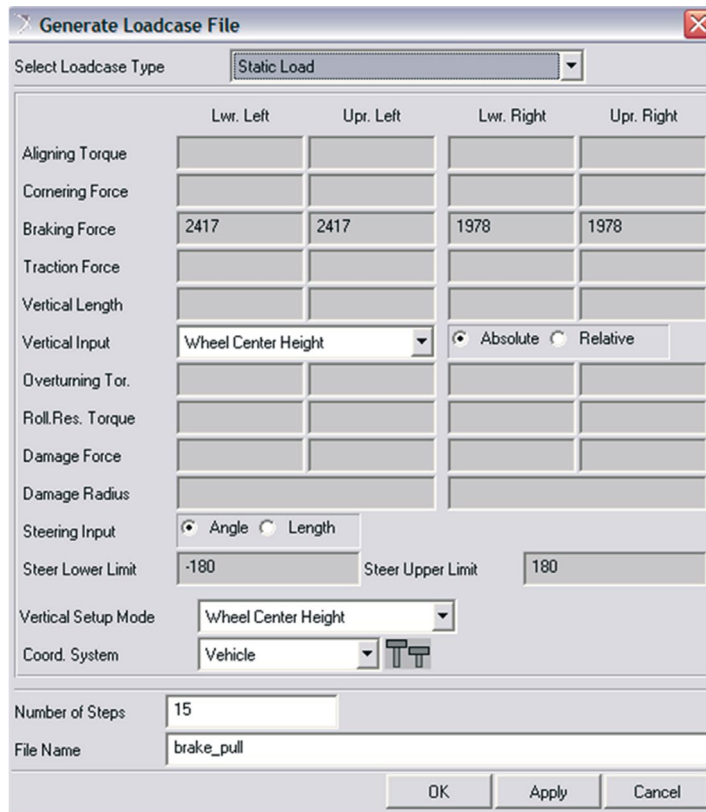 Generate Loadcase File
Select Loadcase Type Static Load
Lwr. Left Upr. Left Lwr. Right Upr. Right
Aligning Torque
Cornering Force
Braking Force 2417 2417 1978 1978
Traction Force
Vertical Length
Vertical Input Wheel Center Height Absolute Relative
Overturning Tor.
Roll.Res. Torque
Damage Force
Damage Radius
Steering Input Angle Length
Steer Lower Limit -180 Steer Upper Limit 180
Vertical Setup Mode Wheel Center Height
Coord. System Vehicle
Number of Steps 15
File Name brake_pull
OK Apply Cancel